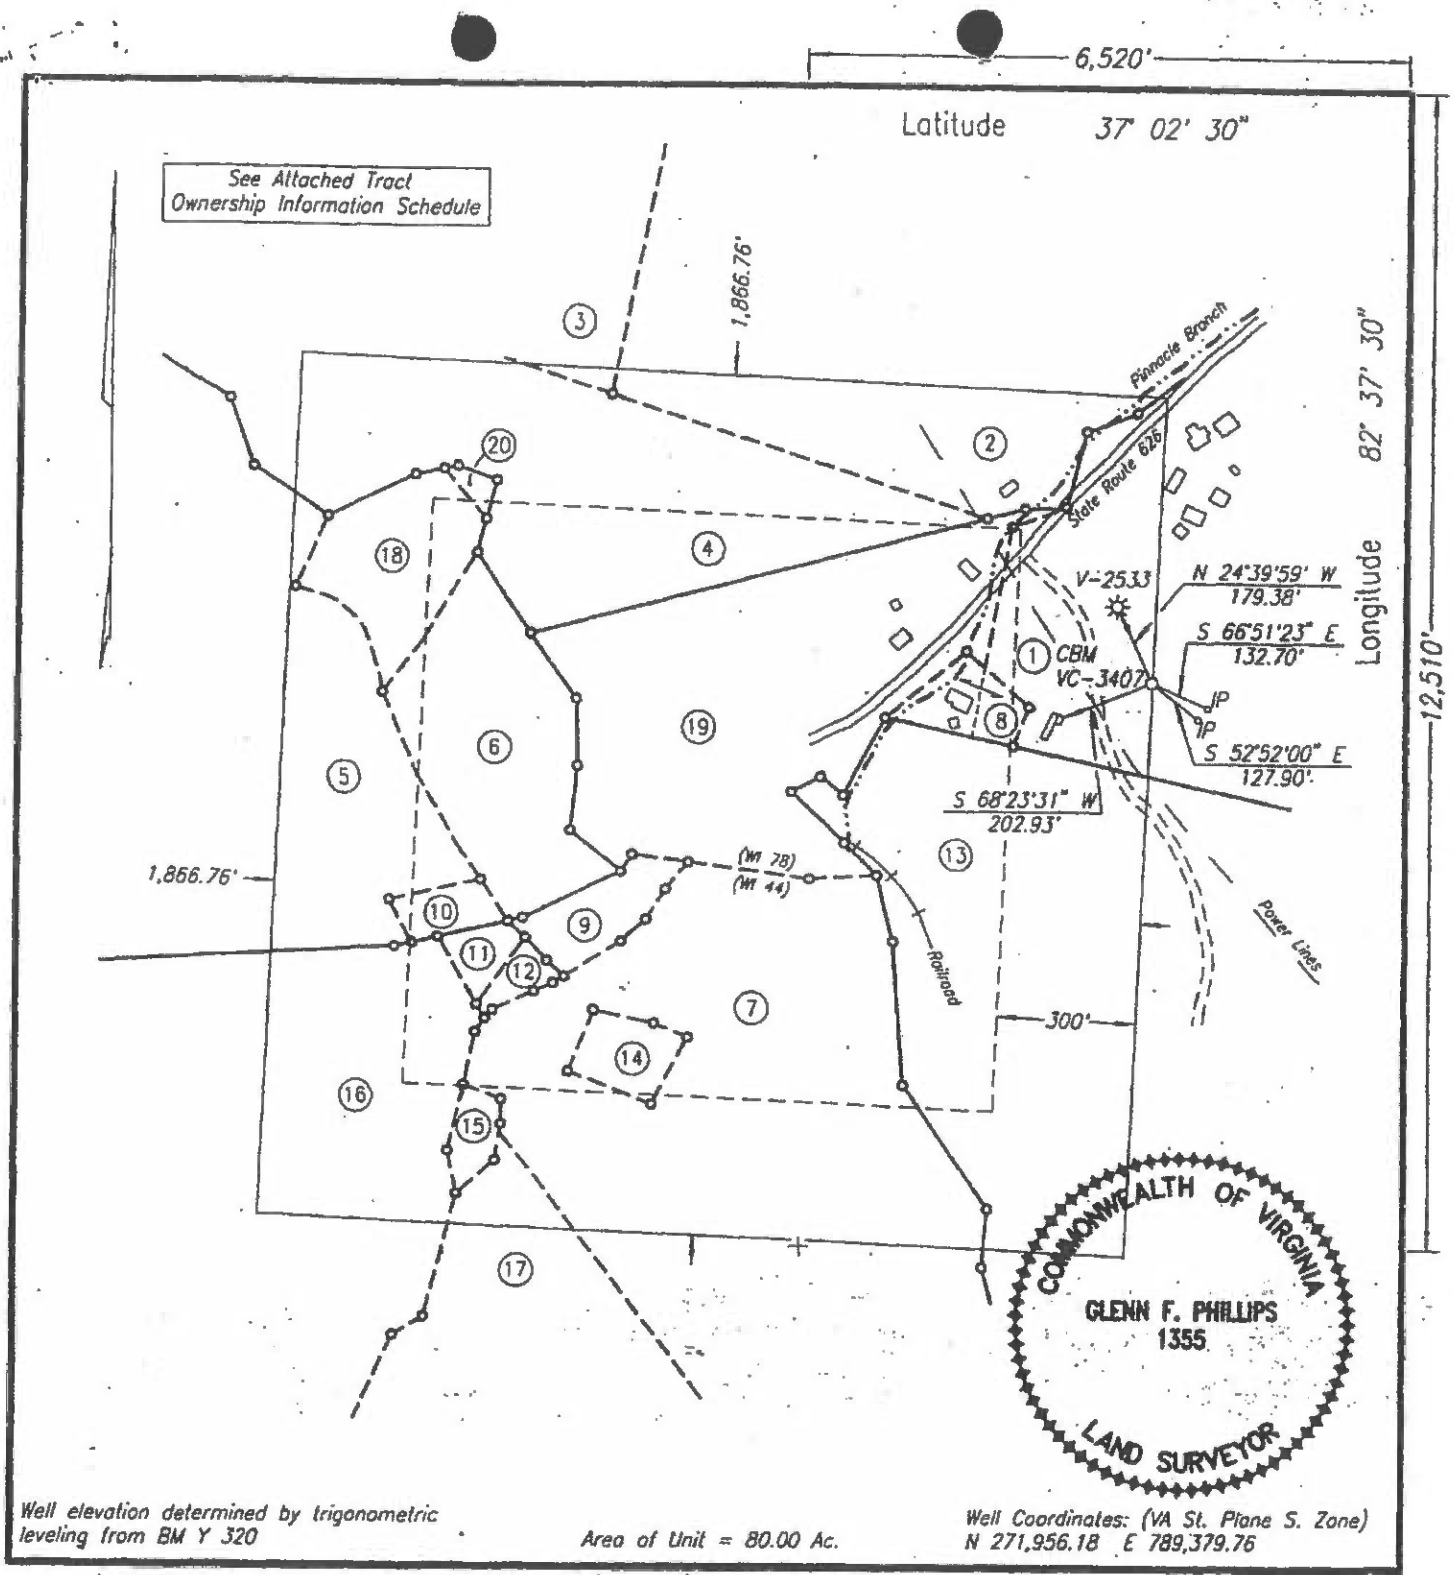 6,520'
Latitude 37° 02' 30"
See Attached Tract
Ownership Information Schedule
1,866.76'
3
Pinnacle Branch
82° 37' 30"
Longitude
12,510'
2
20
State Route 626
18
4
V-2533
N 24°39'59' W
179.38'
S 66°51'23" E
132.70'
1
CBM
VC-3407
IP
IP
8
19
6
5
S 52°52'00" E
127.90'
S 68°23'31" W
202.93'
13
(WI 78)
(WI 44)
1,866.76'
10
9
11
12
Power Lines
Railroad
7
300'
14
16
15
17
COMMONWEALTH OF VIRGINIA
GLENN F. PHILLIPS
1355
LAND SURVEYOR
Well elevation determined by trigonometric
leveling from BM Y 320
Area of Unit = 80.00 Ac.
Well Coordinates: (VA St. Plane S. Zone)
N 271,956.18 E 789,379.76